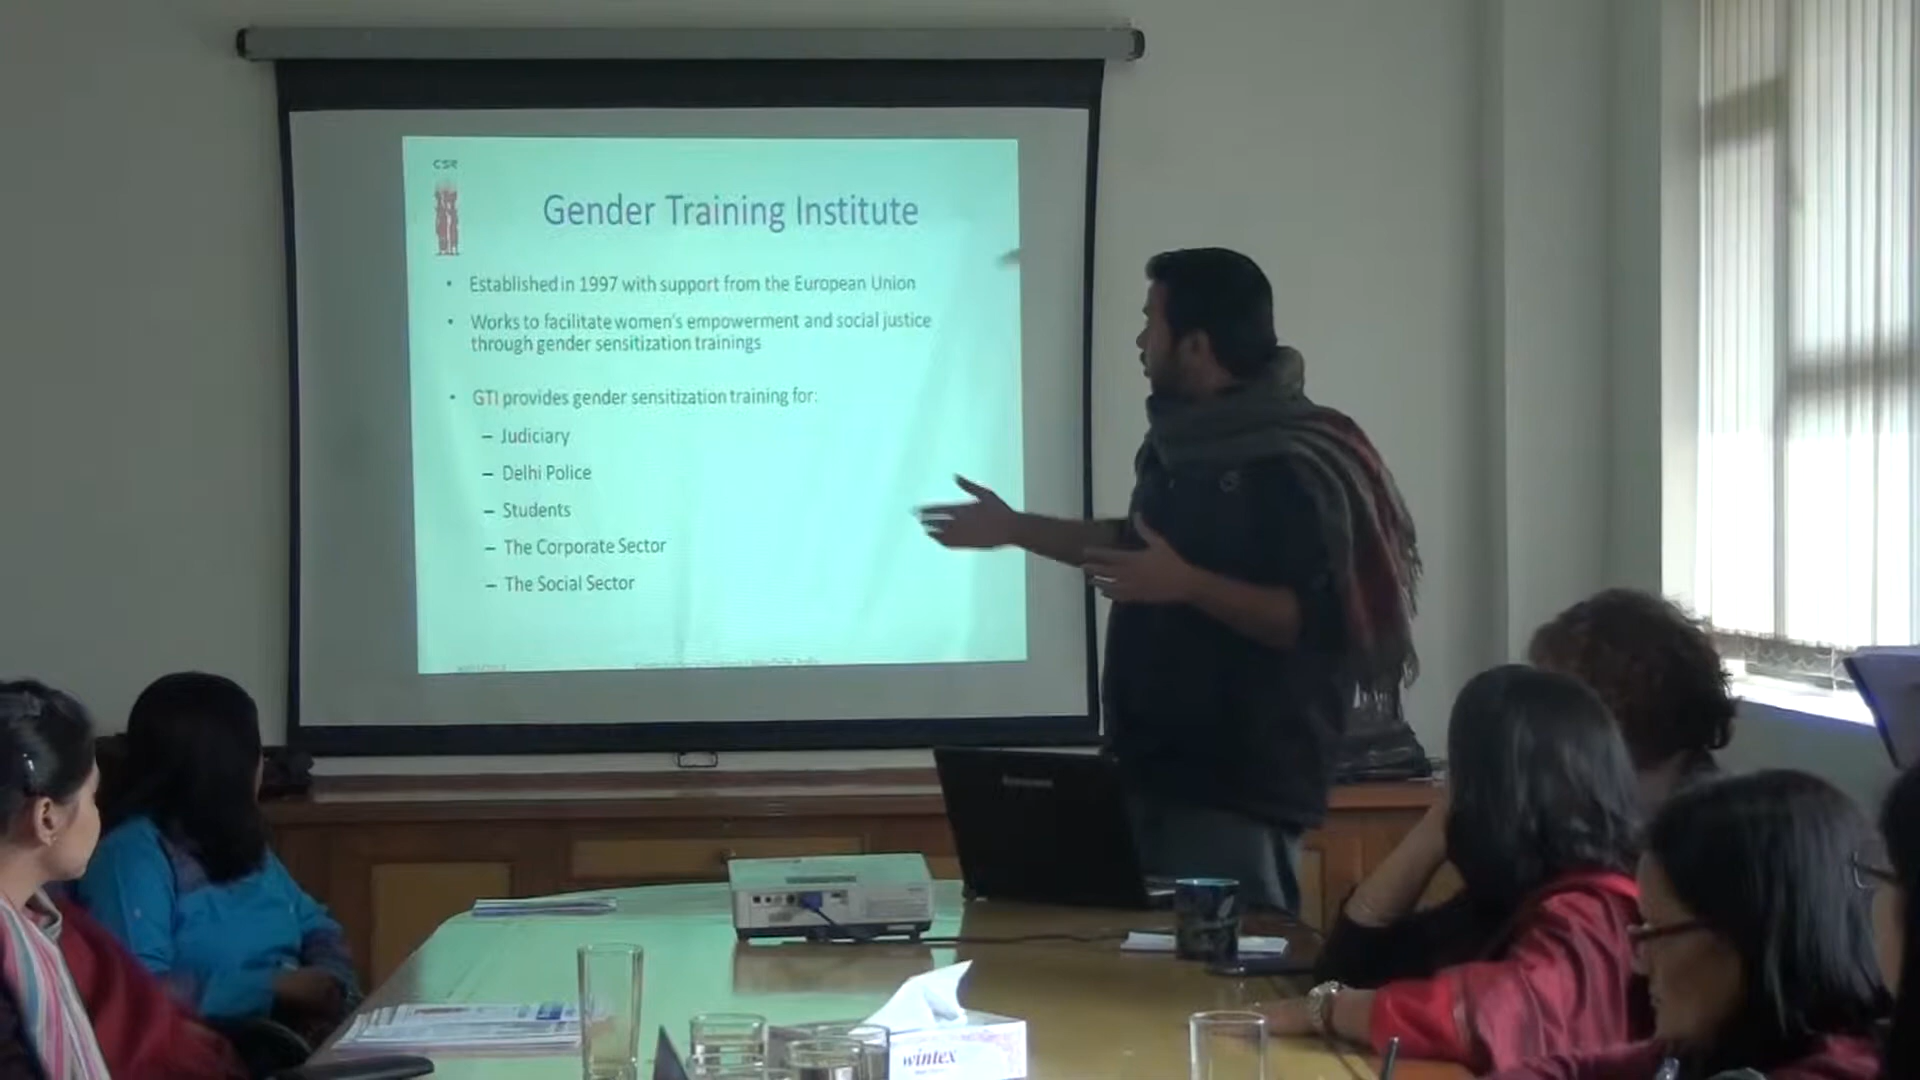 CSR
Gender Training Institute
• Established in 1997 with support from the European Union
• Works to facilitate women's empowerment and social justice
through gender sensitization trainings
• GTI provides gender sensitization training for:
– Judiciary
– Delhi Police
– Students
– The Corporate Sector
– The Social Sector
wintex